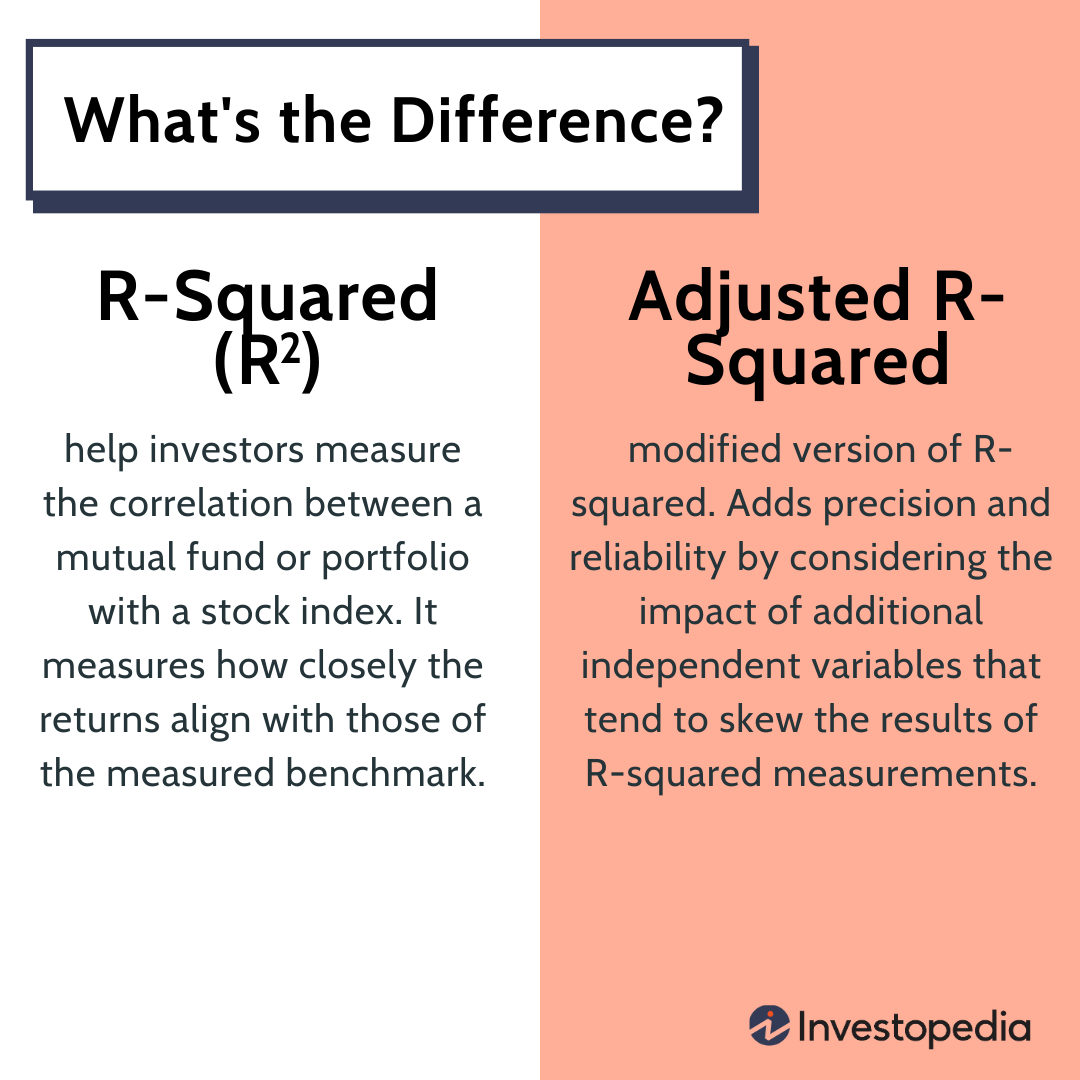 What's the Difference?
R-Squared
(R²)
help investors measure
the correlation between a
mutual fund or portfolio
with a stock index. It
measures how closely the
returns align with those of
the measured benchmark.
Adjusted R-
Squared
modified version of R-
squared. Adds precision and
reliability by considering the
impact of additional
independent variables that
tend to skew the results of
R-squared measurements.
Investopedia